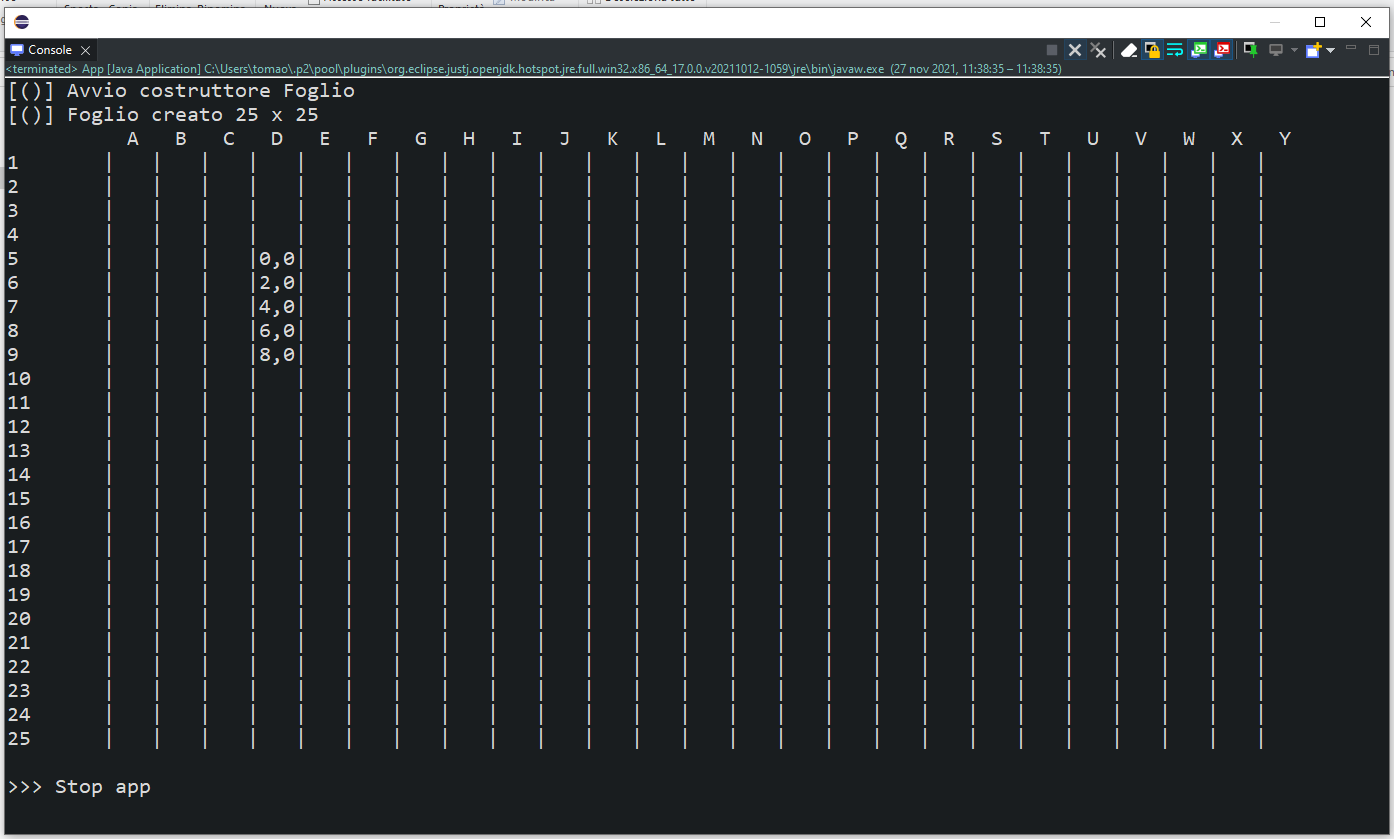 Console
<terminated> App [Java Application] C:\Users\tomao\.p2\pool\plugins\org.eclipse.justj.openjdk.hotspot.jre.full.win32.x86_64_17.0.0.v20211012-1059\jre\bin\javaw.exe (27 nov 2021, 11:38:35 – 11:38:35)
[()] Avvio costruttore Foglio
[()] Foglio creato 25 x 25
A B C D E F G H I J K L M N O P Q R S T U V W X Y
1 | | | | | | | | | | | | | | | | | | | | | | | | |
2 | | | | | | | | | | | | | | | | | | | | | | | | |
3 | | | | | | | | | | | | | | | | | | | | | | | | |
4 | | | | | | | | | | | | | | | | | | | | | | | | |
5 | | | |0,0| | | | | | | | | | | | | | | | | | | | |
6 | | | |2,0| | | | | | | | | | | | | | | | | | | | |
7 | | | |4,0| | | | | | | | | | | | | | | | | | | | |
8 | | | |6,0| | | | | | | | | | | | | | | | | | | | |
9 | | | |8,0| | | | | | | | | | | | | | | | | | | | |
10 | | | | | | | | | | | | | | | | | | | | | | | | |
11 | | | | | | | | | | | | | | | | | | | | | | | | |
12 | | | | | | | | | | | | | | | | | | | | | | | | |
13 | | | | | | | | | | | | | | | | | | | | | | | | |
14 | | | | | | | | | | | | | | | | | | | | | | | | |
15 | | | | | | | | | | | | | | | | | | | | | | | | |
16 | | | | | | | | | | | | | | | | | | | | | | | | |
17 | | | | | | | | | | | | | | | | | | | | | | | | |
18 | | | | | | | | | | | | | | | | | | | | | | | | |
19 | | | | | | | | | | | | | | | | | | | | | | | | |
20 | | | | | | | | | | | | | | | | | | | | | | | | |
21 | | | | | | | | | | | | | | | | | | | | | | | | |
22 | | | | | | | | | | | | | | | | | | | | | | | | |
23 | | | | | | | | | | | | | | | | | | | | | | | | |
24 | | | | | | | | | | | | | | | | | | | | | | | | |
25 | | | | | | | | | | | | | | | | | | | | | | | | |
>>> Stop app